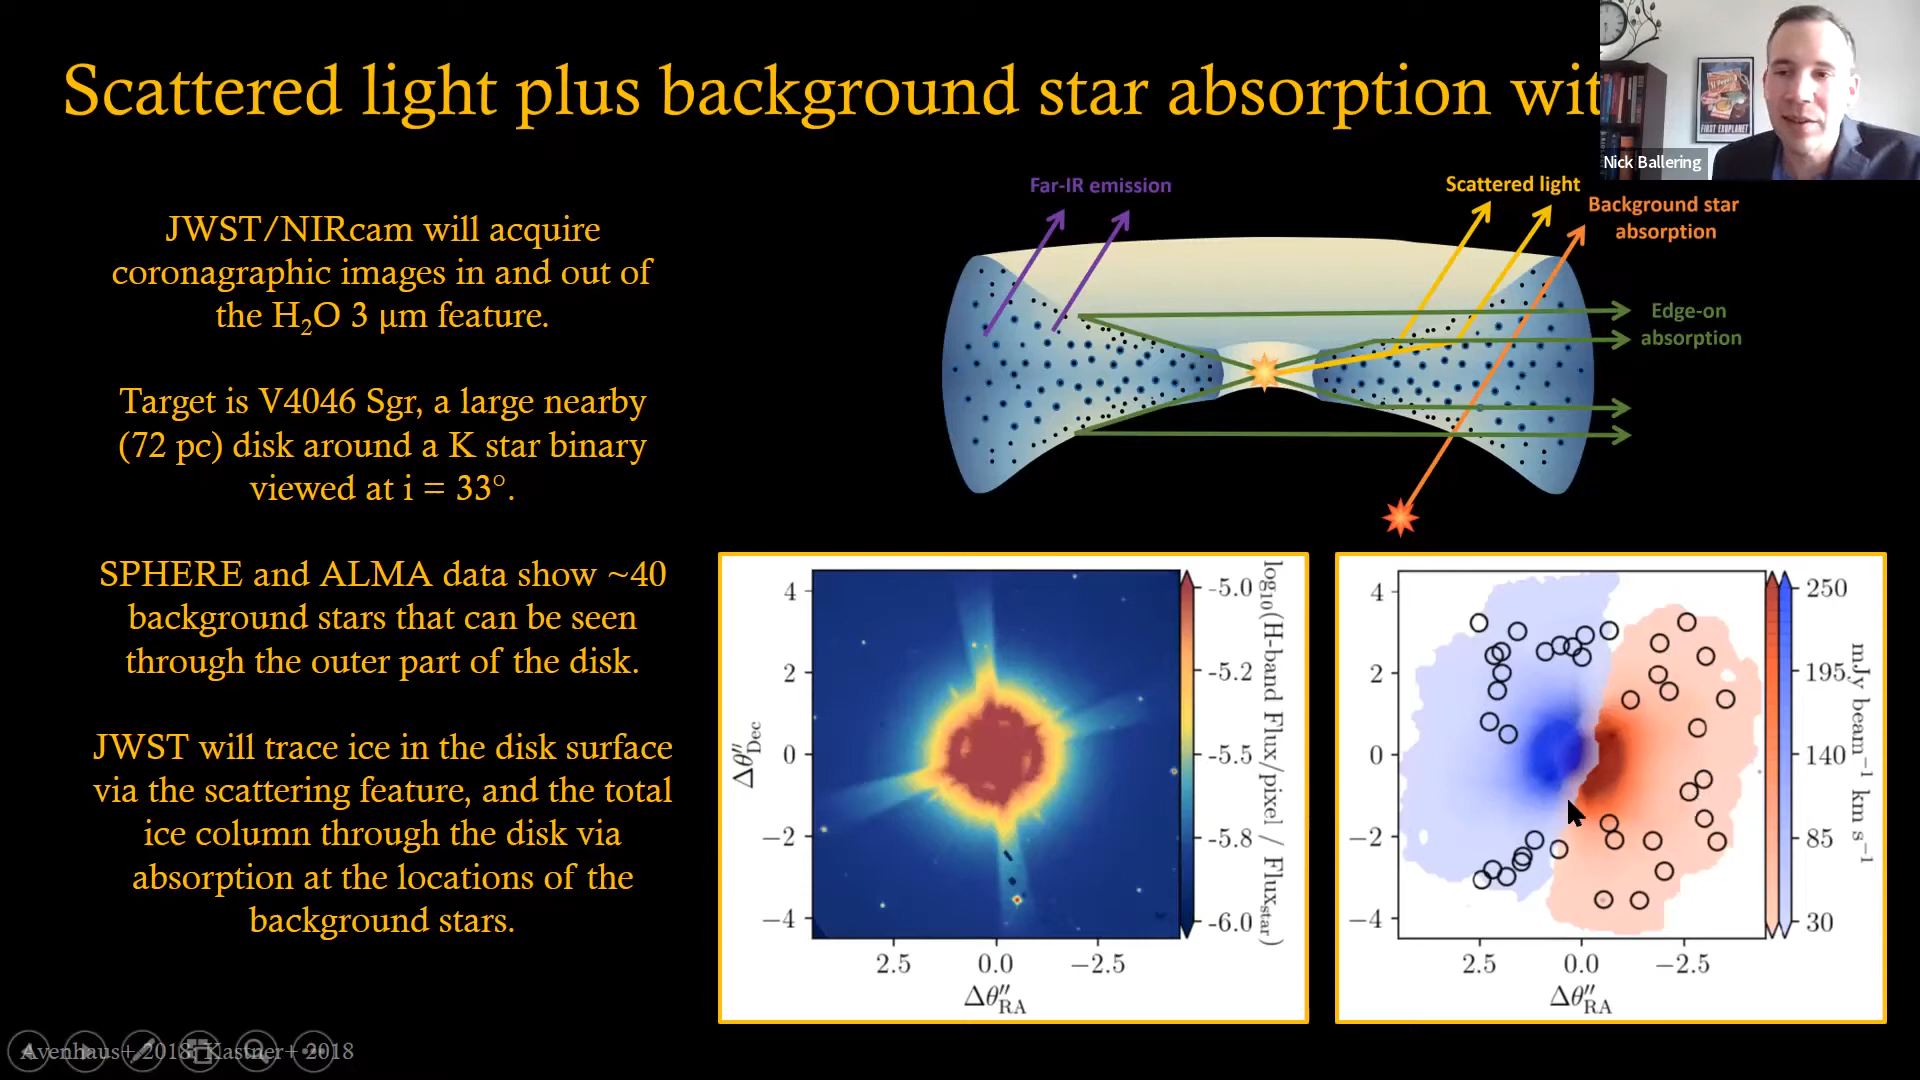 Scattered light plus background star absorption wit
Nick Ballering
FIRST EXOPLANET
JWST/NIRcam will acquire
coronagraphic images in and out of
the H₂O 3 μm feature.
Target is V4046 Sgr, a large nearby
(72 pc) disk around a K star binary
viewed at i = 33°.
SPHERE and ALMA data show ~40
background stars that can be seen
through the outer part of the disk.
JWST will trace ice in the disk surface
via the scattering feature, and the total
ice column through the disk via
absorption at the locations of the
background stars.
Far-IR emission
Scattered light
Background star
absorption
Edge-on
absorption
4
2
0
−2
−4
2.5 0.0 −2.5
Δθ″Dec
Δθ″RA
-5.0
-5.2
-5.5
-5.8
-6.0
log₁₀(H-band Flux/pixel / Fluxstar)
4
2
0
−2
−4
2.5 0.0 −2.5
Δθ″RA
250
195
140
85
30
mJy beam⁻¹ km s⁻¹
Avenhaus+ 2018; Kastner+ 2018